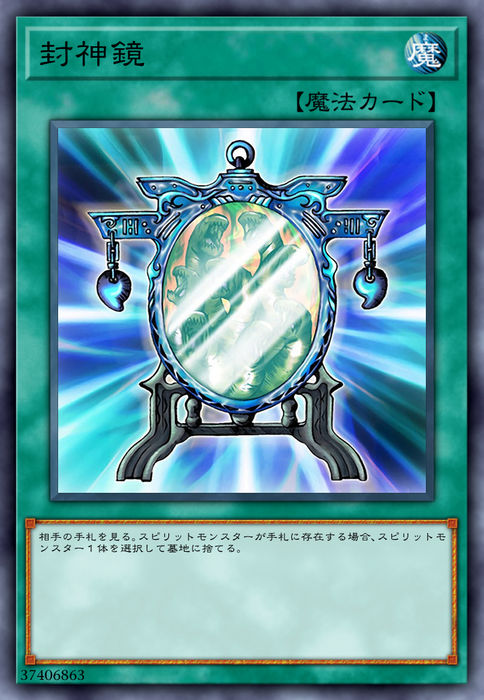 封神鏡
魔
【魔法カード】
相手の手札を見る。スピリットモンスターが手札に存在する場合、スピリットモ
ンスター１体を選択して墓地に捨てる。
37406863